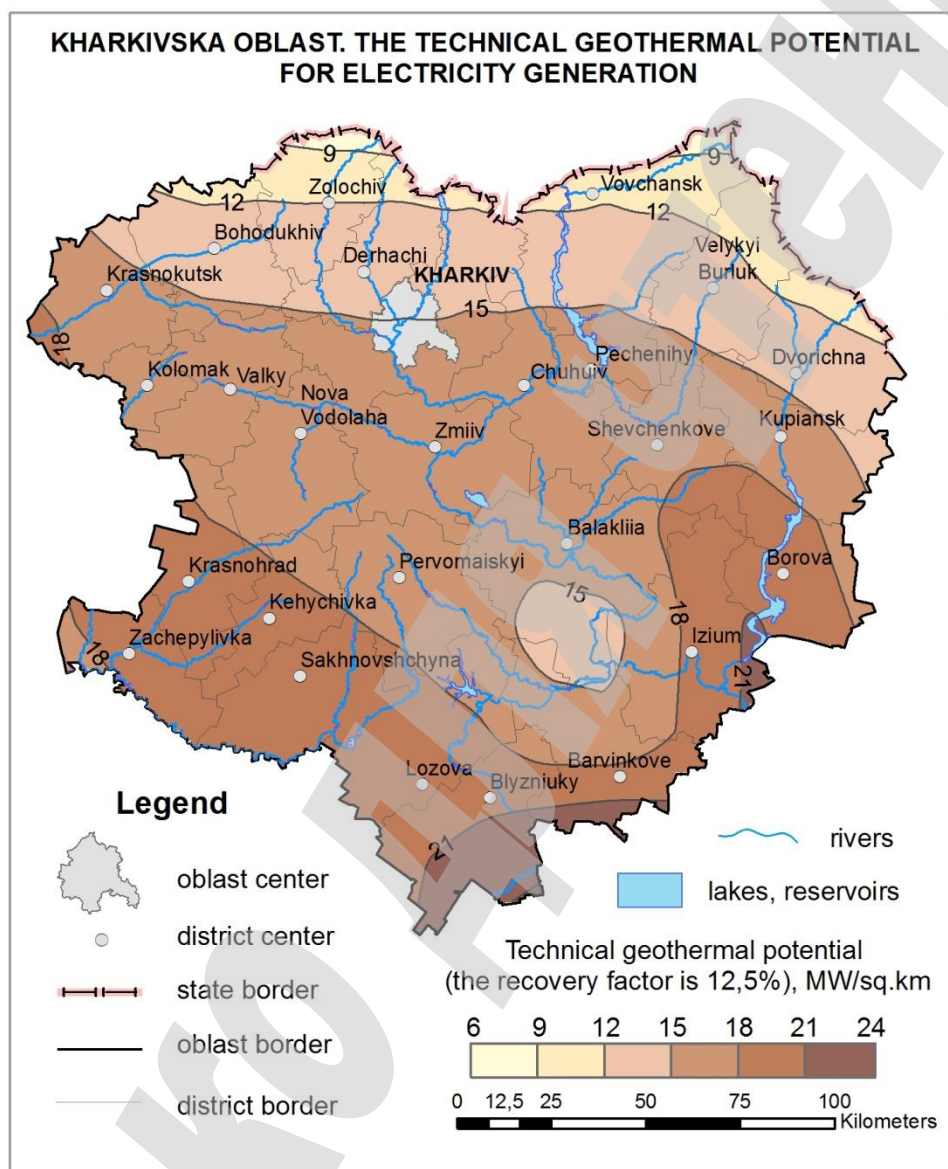 KHARKIVSKA OBLAST. THE TECHNICAL GEOTHERMAL POTENTIAL
FOR ELECTRICITY GENERATION
9
9
Zolochiv
Vovchansk
12
12
Bohodukhiv
Derhachi
Velykyi
Burluk
Krasnokutsk
KHARKIV
15
18
Pechenihy
Dvorichna
Kolomak
Valky
Chuhuiv
Nova
Vodolaha
Zmiiv
Shevchenkove
Kupiansk
Balakliia
Krasnohrad
Pervomaiskyi
Borova
15
Kehychivka
18
Izium
Zachepylivka
18
Sakhnovshchyna
21
Lozova
Blyzniuky
Barvinkove
21
Legend
oblast center
district center
state border
oblast border
district border
rivers
lakes, reservoirs
Technical geothermal potential
(the recovery factor is 12,5%), MW/sq.km
6 9 12 15 18 21 24
0 12,5 25 50 75 100
Kilometers